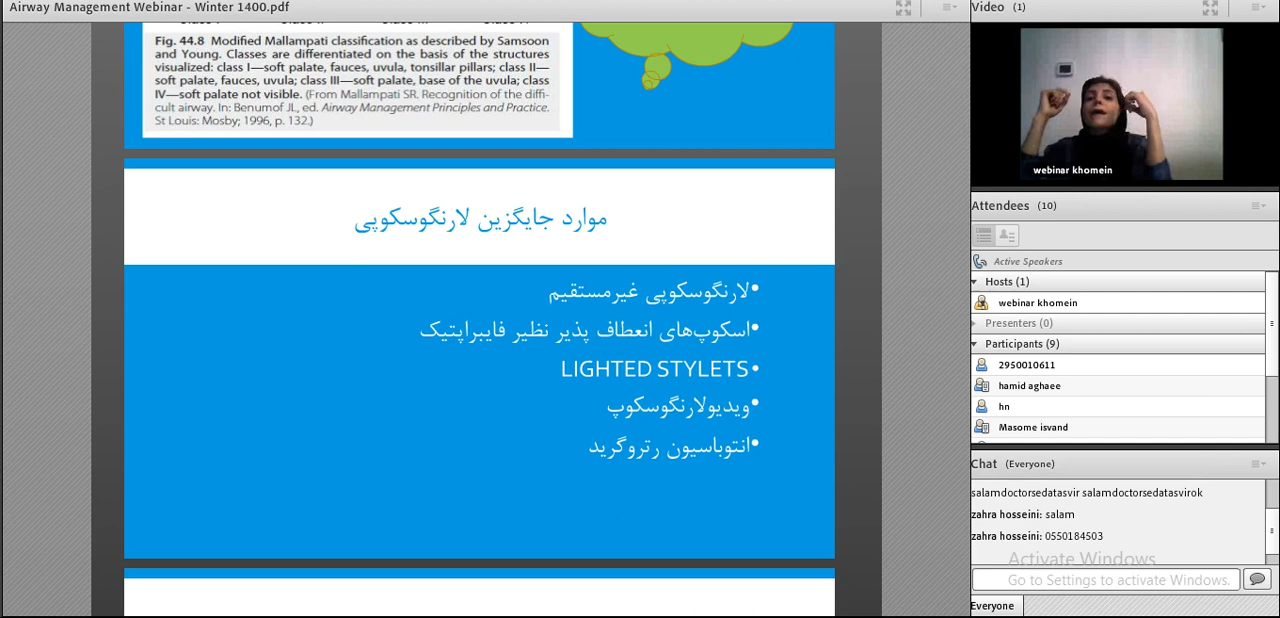 Airway Management Webinar - Winter 1400.pdf
Fig. 44.8 Modified Mallampati classification as described by Samsoon
and Young. Classes are differentiated on the basis of the structures
visualized: class I—soft palate, fauces, uvula, tonsillar pillars; class II—
soft palate, fauces, uvula; class III—soft palate, base of the uvula; class
IV—soft palate not visible. (From Mallampati SR. Recognition of the diffi-
cult airway. In: Benumof JL, ed. Airway Management Principles and Practice.
St Louis: Mosby; 1996, p. 132.)
موارد جایگزین لارنگوسکوپی
•لارنگوسکوپی غیرمستقیم
•اسکوپ‌های انعطاف پذیر نظیر فایبراپتیک
LIGHTED STYLETS•
•ویدیولارنگوسکوپ
•انتوباسیون رتروگرید
Video (1)
webinar khomein
Attendees (10)
Active Speakers
Hosts (1)
webinar khomein
Presenters (0)
Participants (9)
2950010611
hamid aghaee
hn
Masome isvand
Chat (Everyone)
salamdoctorsedatasvir salamdoctorsedatasvirok
zahra hosseini: salam
zahra hosseini: 0550184503
Activate Windows
Go to Settings to activate Windows.
Everyone